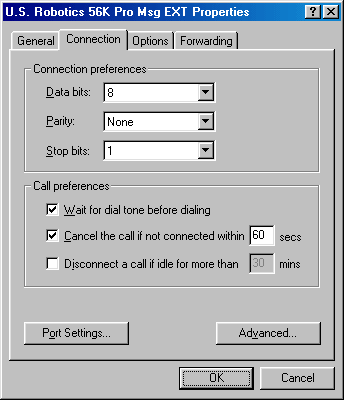 U.S. Robotics 56K Pro Msg EXT Properties
General Connection Options Forwarding
Connection preferences
Data bits: 8
Parity: None
Stop bits: 1
Call preferences
Wait for dial tone before dialing
Cancel the call if not connected within 60 secs
Disconnect a call if idle for more than 30 mins
Port Settings... Advanced...
OK Cancel